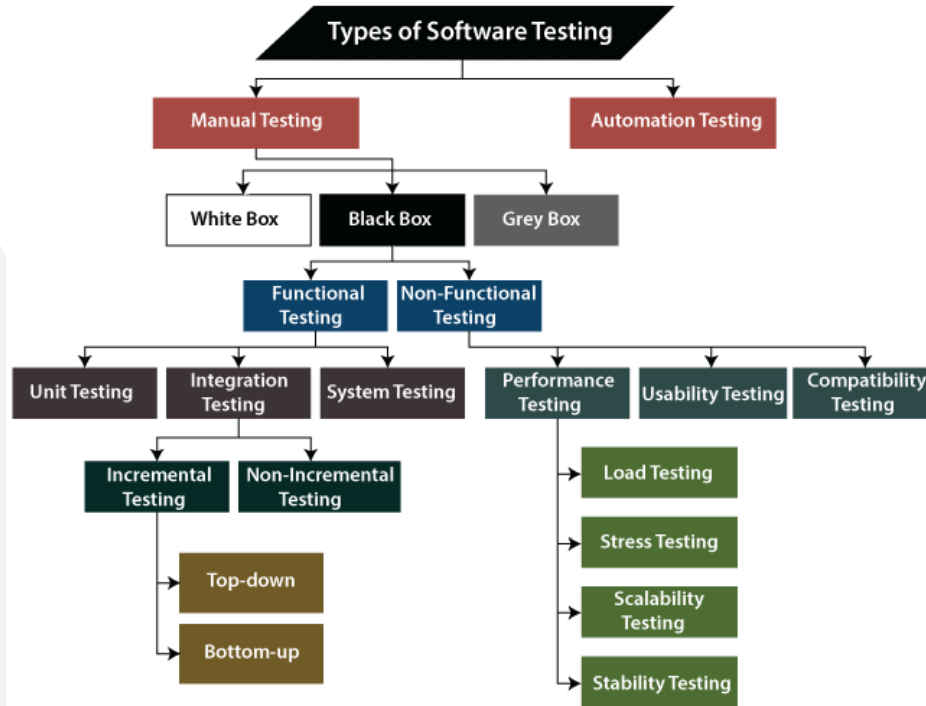 Types of Software Testing
Manual Testing
Automation Testing
White Box
Black Box
Grey Box
Functional
Testing
Non-Functional
Testing
Unit Testing
Integration
Testing
System Testing
Performance
Testing
Usability Testing
Compatibility
Testing
Incremental
Testing
Non-Incremental
Testing
Load Testing
Stress Testing
Top-down
Scalability
Testing
Bottom-up
Stability Testing